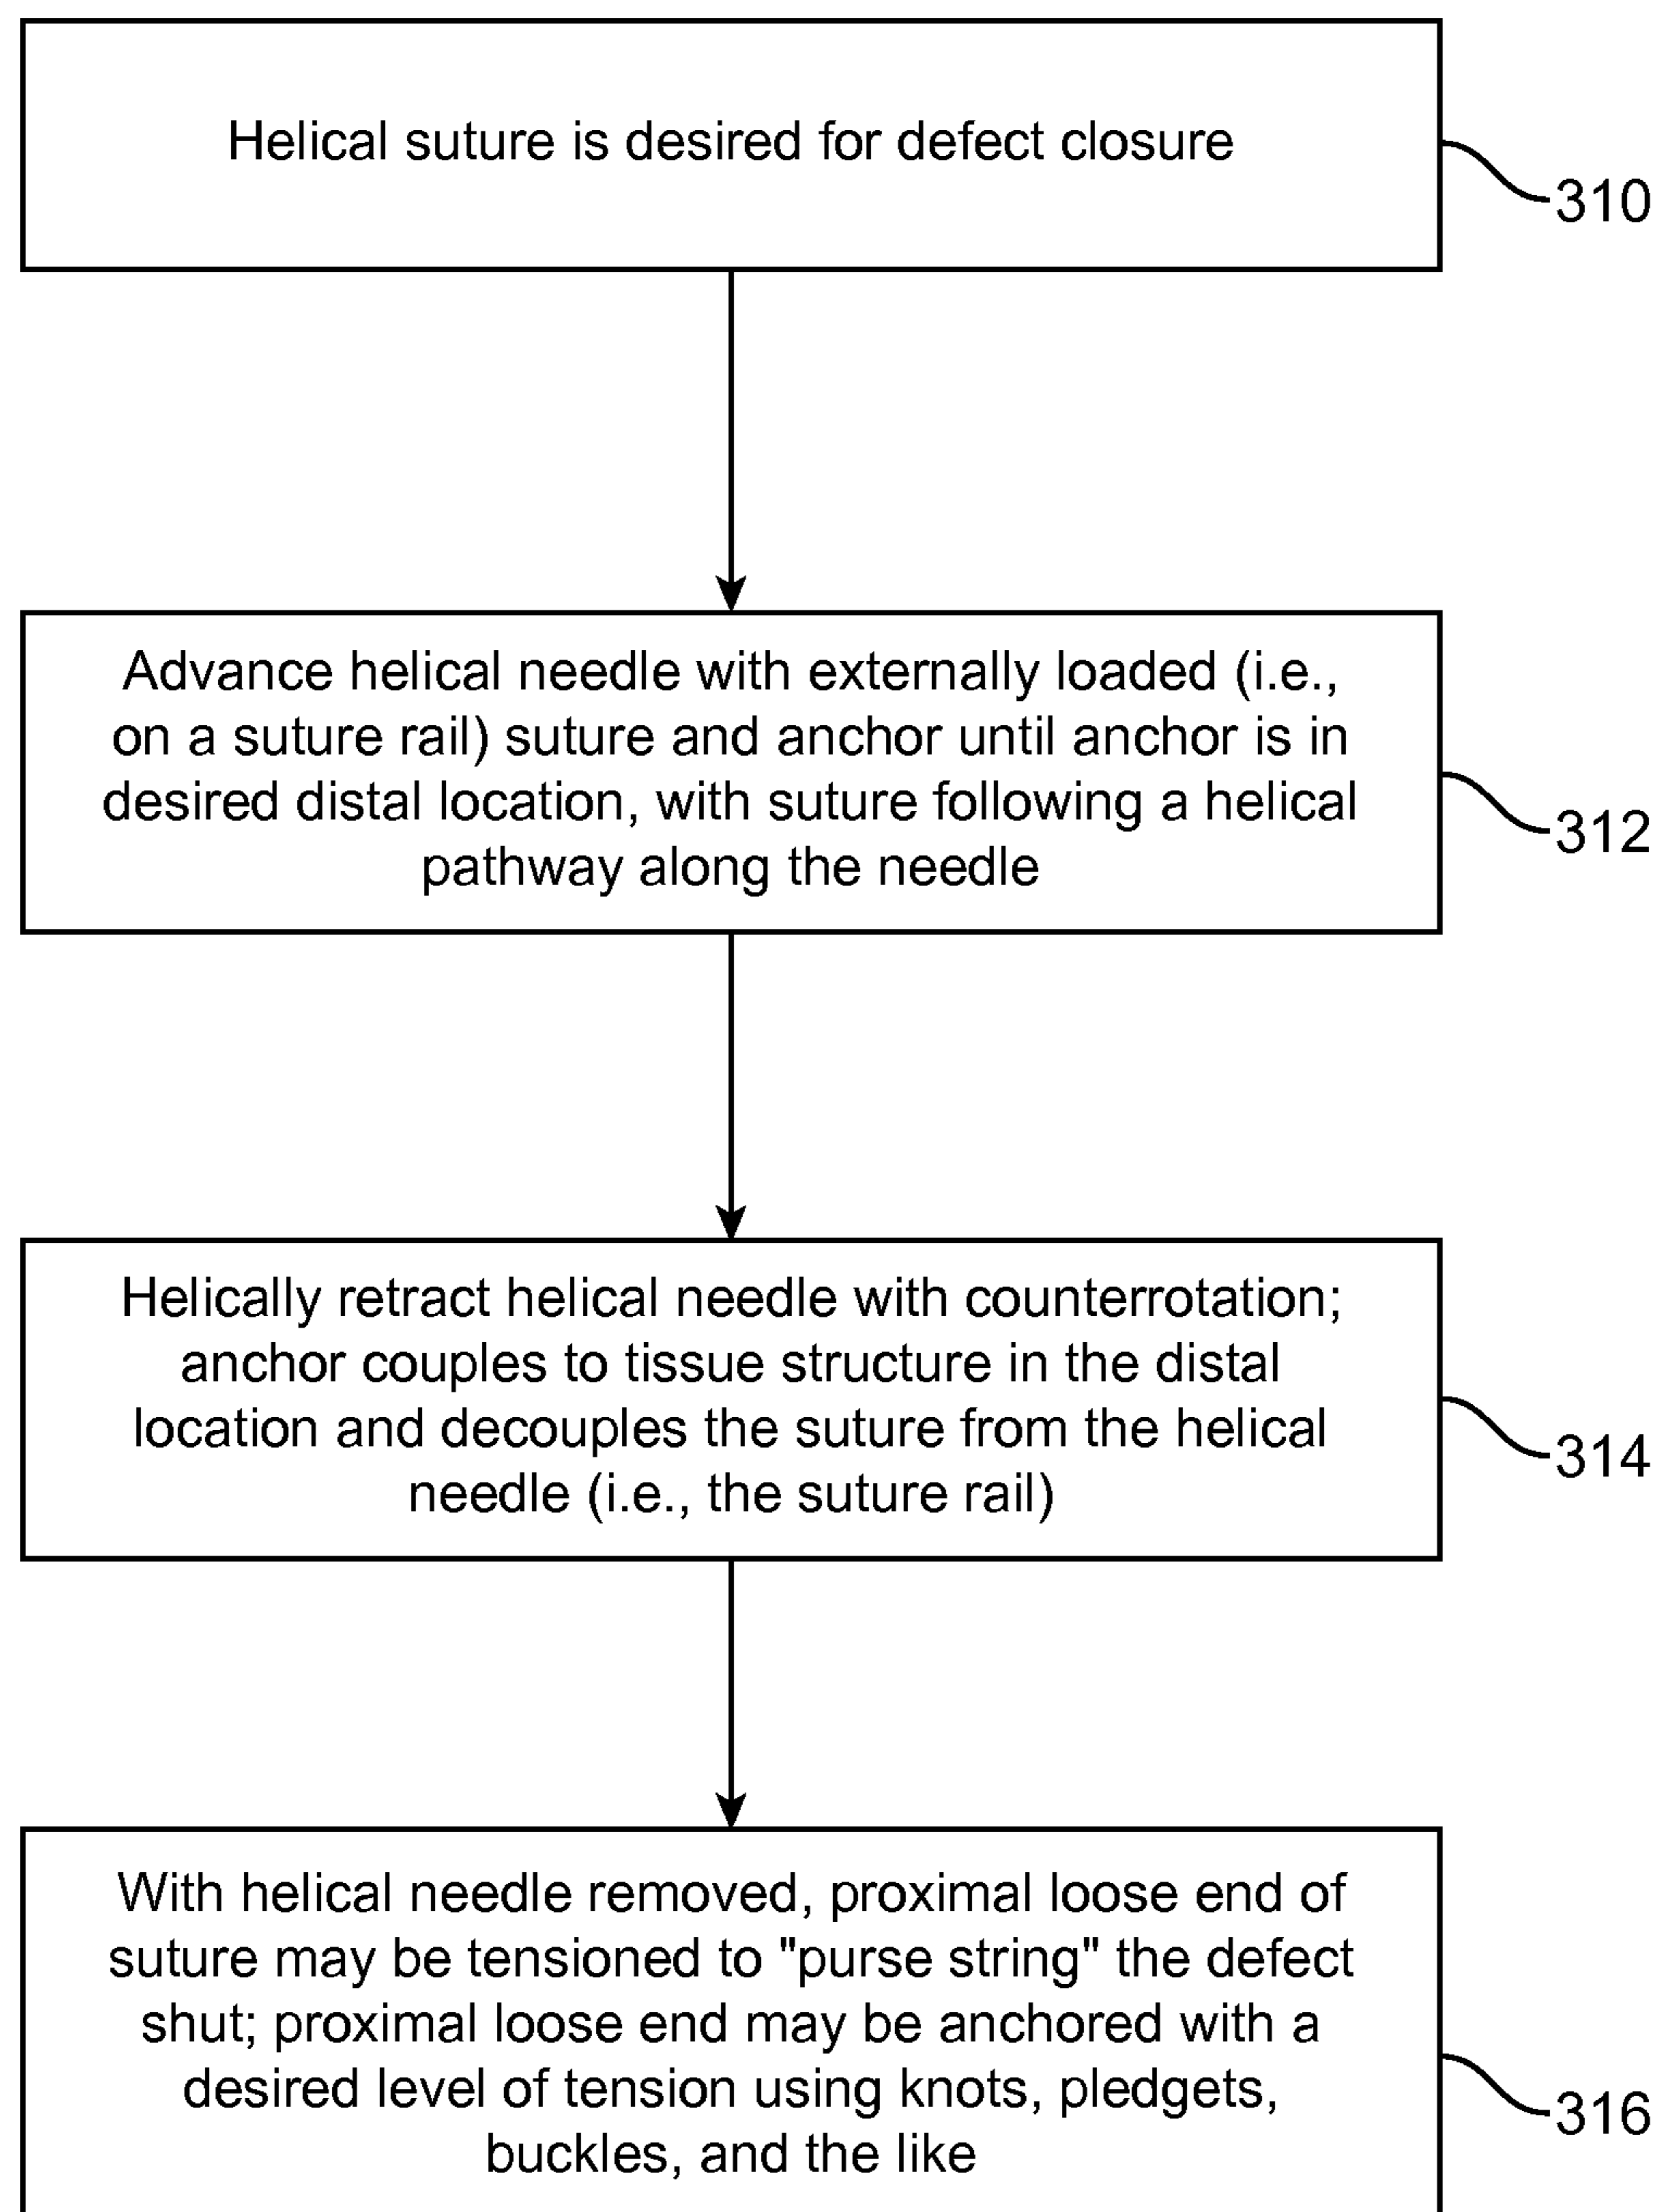 Helical suture is desired for defect closure
310
Advance helical needle with externally loaded (i.e.,
on a suture rail) suture and anchor until anchor is in
desired distal location, with suture following a helical
pathway along the needle
312
Helically retract helical needle with counterrotation;
anchor couples to tissue structure in the distal
location and decouples the suture from the helical
needle (i.e., the suture rail)
314
With helical needle removed, proximal loose end of
suture may be tensioned to "purse string" the defect
shut; proximal loose end may be anchored with a
desired level of tension using knots, pledgets,
buckles, and the like
316